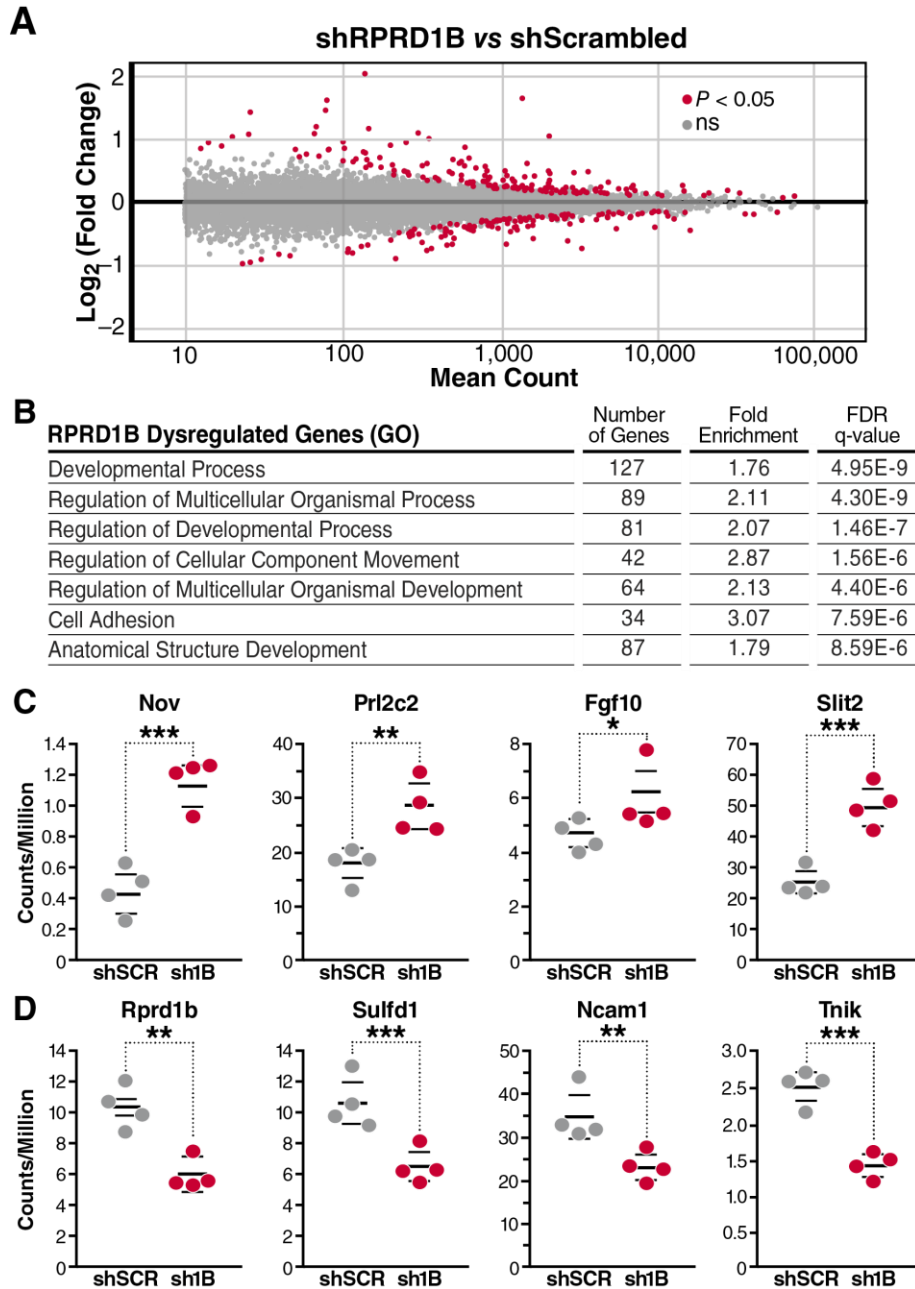 A
shRPRD1B vs shScrambled
2
1
0
−1
−2
Log2 (Fold Change)
P < 0.05
ns
10 100 1,000 10,000 100,000
Mean Count
B
RPRD1B Dysregulated Genes (GO) Number of Genes Fold Enrichment FDR q-value
Developmental Process 127 1.76 4.95E-9
Regulation of Multicellular Organismal Process 89 2.11 4.30E-9
Regulation of Developmental Process 81 2.07 1.46E-7
Regulation of Cellular Component Movement 42 2.87 1.56E-6
Regulation of Multicellular Organismal Development 64 2.13 4.40E-6
Cell Adhesion 34 3.07 7.59E-6
Anatomical Structure Development 87 1.79 8.59E-6
C
Counts/Million
Nov
***
1.4
1.2
1.0
0.8
0.6
0.4
0.2
0
shSCR sh1B
Prl2c2
**
40
30
20
10
0
shSCR sh1B
Fgf10
*
8
6
4
2
0
shSCR sh1B
Slit2
***
70
60
50
40
30
20
10
0
shSCR sh1B
D
Counts/Million
Rprd1b
**
14
12
10
8
6
4
2
0
shSCR sh1B
Sulfd1
***
14
12
10
8
6
4
2
0
shSCR sh1B
Ncam1
**
50
40
30
20
10
0
shSCR sh1B
Tnik
***
3.0
2.5
2.0
1.5
1.0
0.5
0
shSCR sh1B